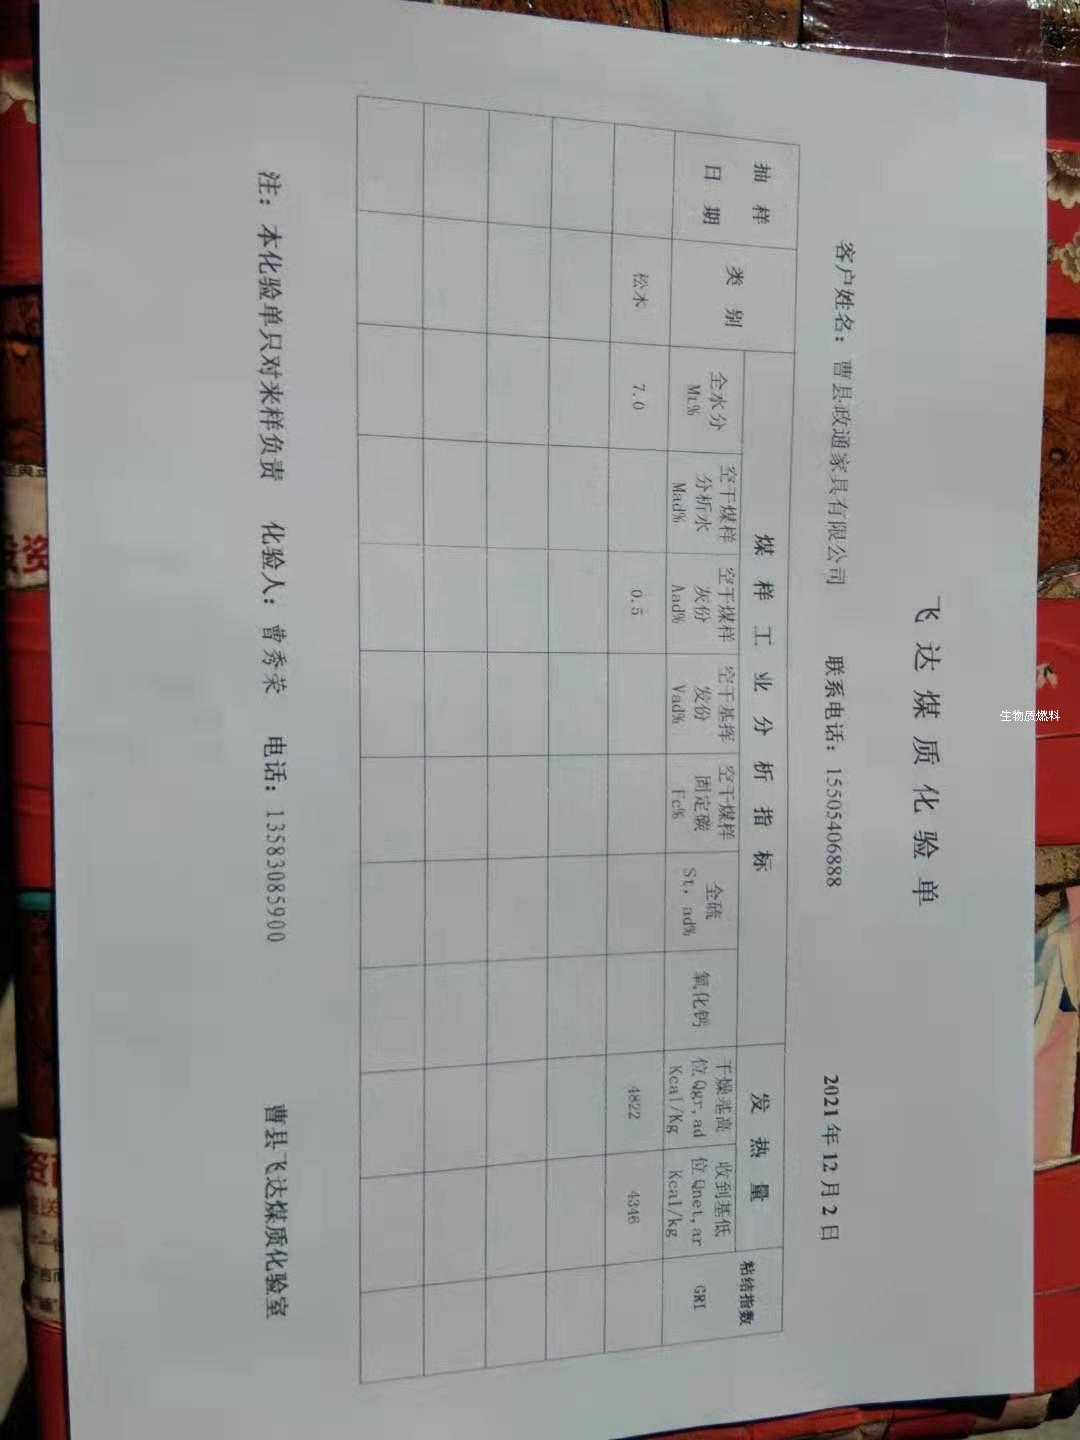 飞达煤质化验单
客户姓名：曹县政通家具有限公司 联系电话：15505406888 2021年12月2日
抽样日期 类别 煤样工业分析指标 发热量 粘结指数
全水分 Mt% 空干煤样分析水 Mad% 空干煤样灰份 Aad% 空干基挥发份 Vad% 空干煤样固定碳 Fc% 全硫 St, ad% 氧化钙 干燥基高位Qgr,ad Kcal/Kg 收到基低位Qnet,ar Kcal/kg GRI
松木 7.0 0.5 4822 4346
注：本化验单只对来样负责 化验人：曹秀荣 电话：13583085900 曹县飞达煤质化验室
生物质燃料